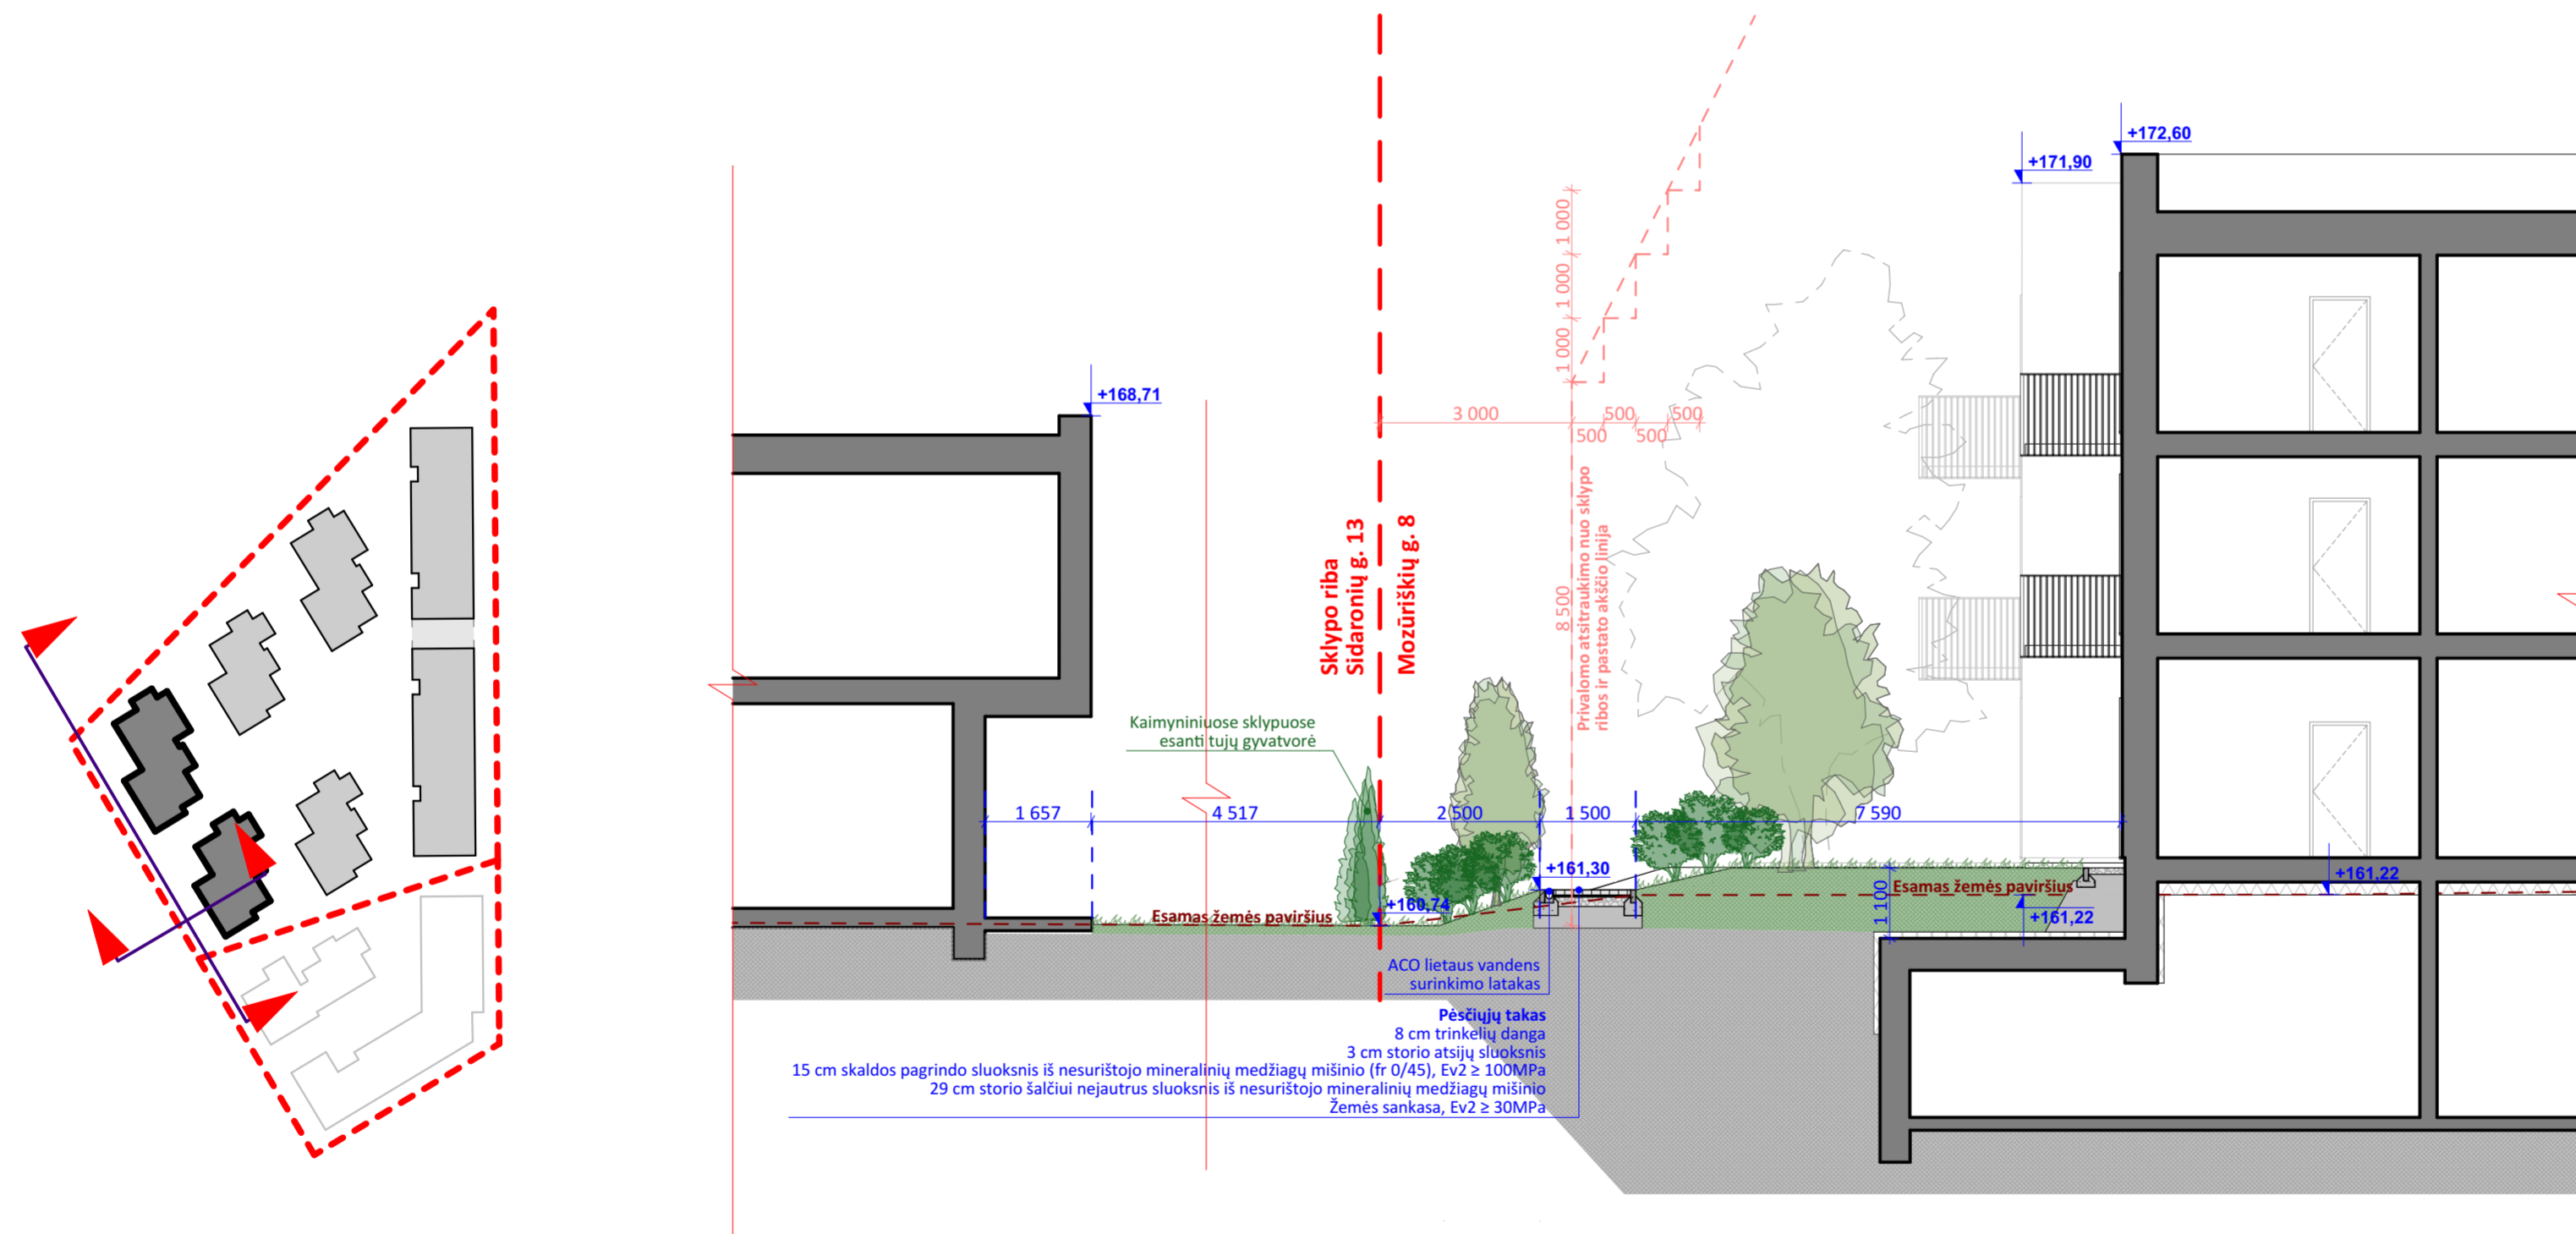 +172,60
+171,90
1 000
1 000
1 000
+168,71
3 000
500
500
500
500
8 500
Privalomo atsitraukimo nuo sklypo
ribos ir pastato akščio linija
Sklypo riba
Sidaronių g. 13
Mozūriškių g. 8
Kaimyniniuose sklypuose
esanti tujų gyvatvorė
1 657
4 517
2 500
1 500
7 590
+161,30
+161,22
1 100
Esamas žemės paviršius
+160,74
Esamas žemės paviršius
+161,22
ACO lietaus vandens
surinkimo latakas
Pėsčiųjų takas
8 cm trinkelių danga
3 cm storio atsijų sluoksnis
15 cm skaldos pagrindo sluoksnis iš nesurištojo mineralinių medžiagų mišinio (fr 0/45), Ev2 ≥ 100MPa
29 cm storio šalčiui nejautrus sluoksnis iš nesurištojo mineralinių medžiagų mišinio
Žemės sankasa, Ev2 ≥ 30MPa